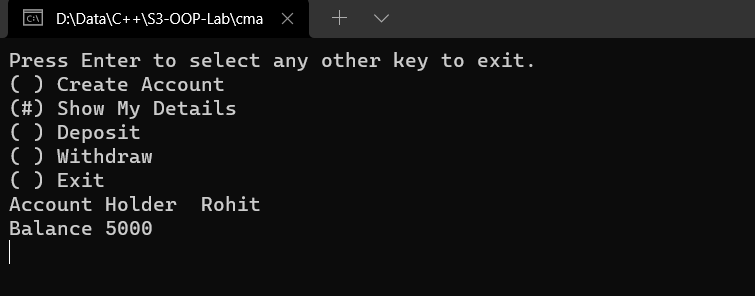 D:\Data\C++\S3-OOP-Lab\cma
Press Enter to select any other key to exit.
( ) Create Account
(#) Show My Details
( ) Deposit
( ) Withdraw
( ) Exit
Account Holder  Rohit
Balance 5000